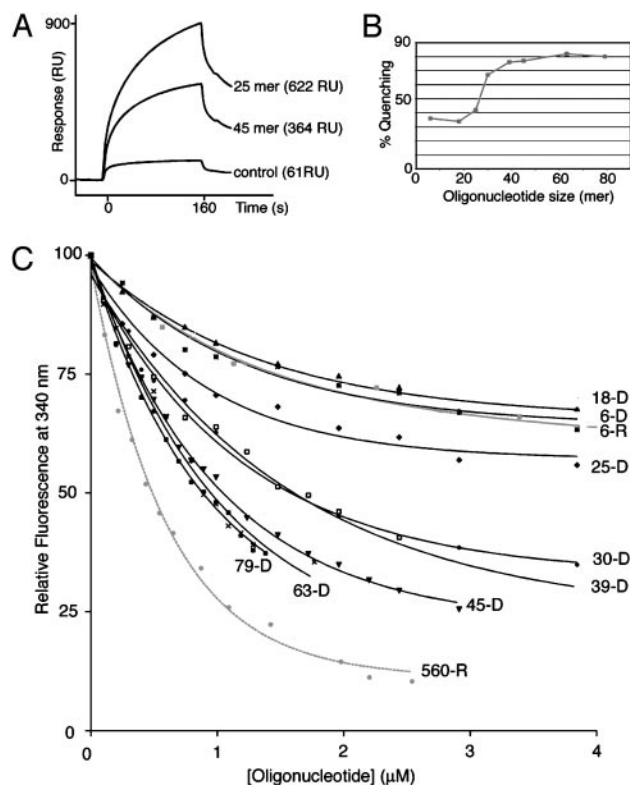 A
900
Response (RU)
0
25 mer (622 RU)
45 mer (364 RU)
control (61RU)
0
160
Time (s)
B
90
50
0
% Quenching
0
20
40
60
80
Oligonucleotide size (mer)
C
100
75
50
25
0
Relative Fluorescence at 340 nm
18-D
6-D
6-R
25-D
30-D
39-D
45-D
63-D
79-D
560-R
0
1
2
3
4
[Oligonucleotide] (μM)